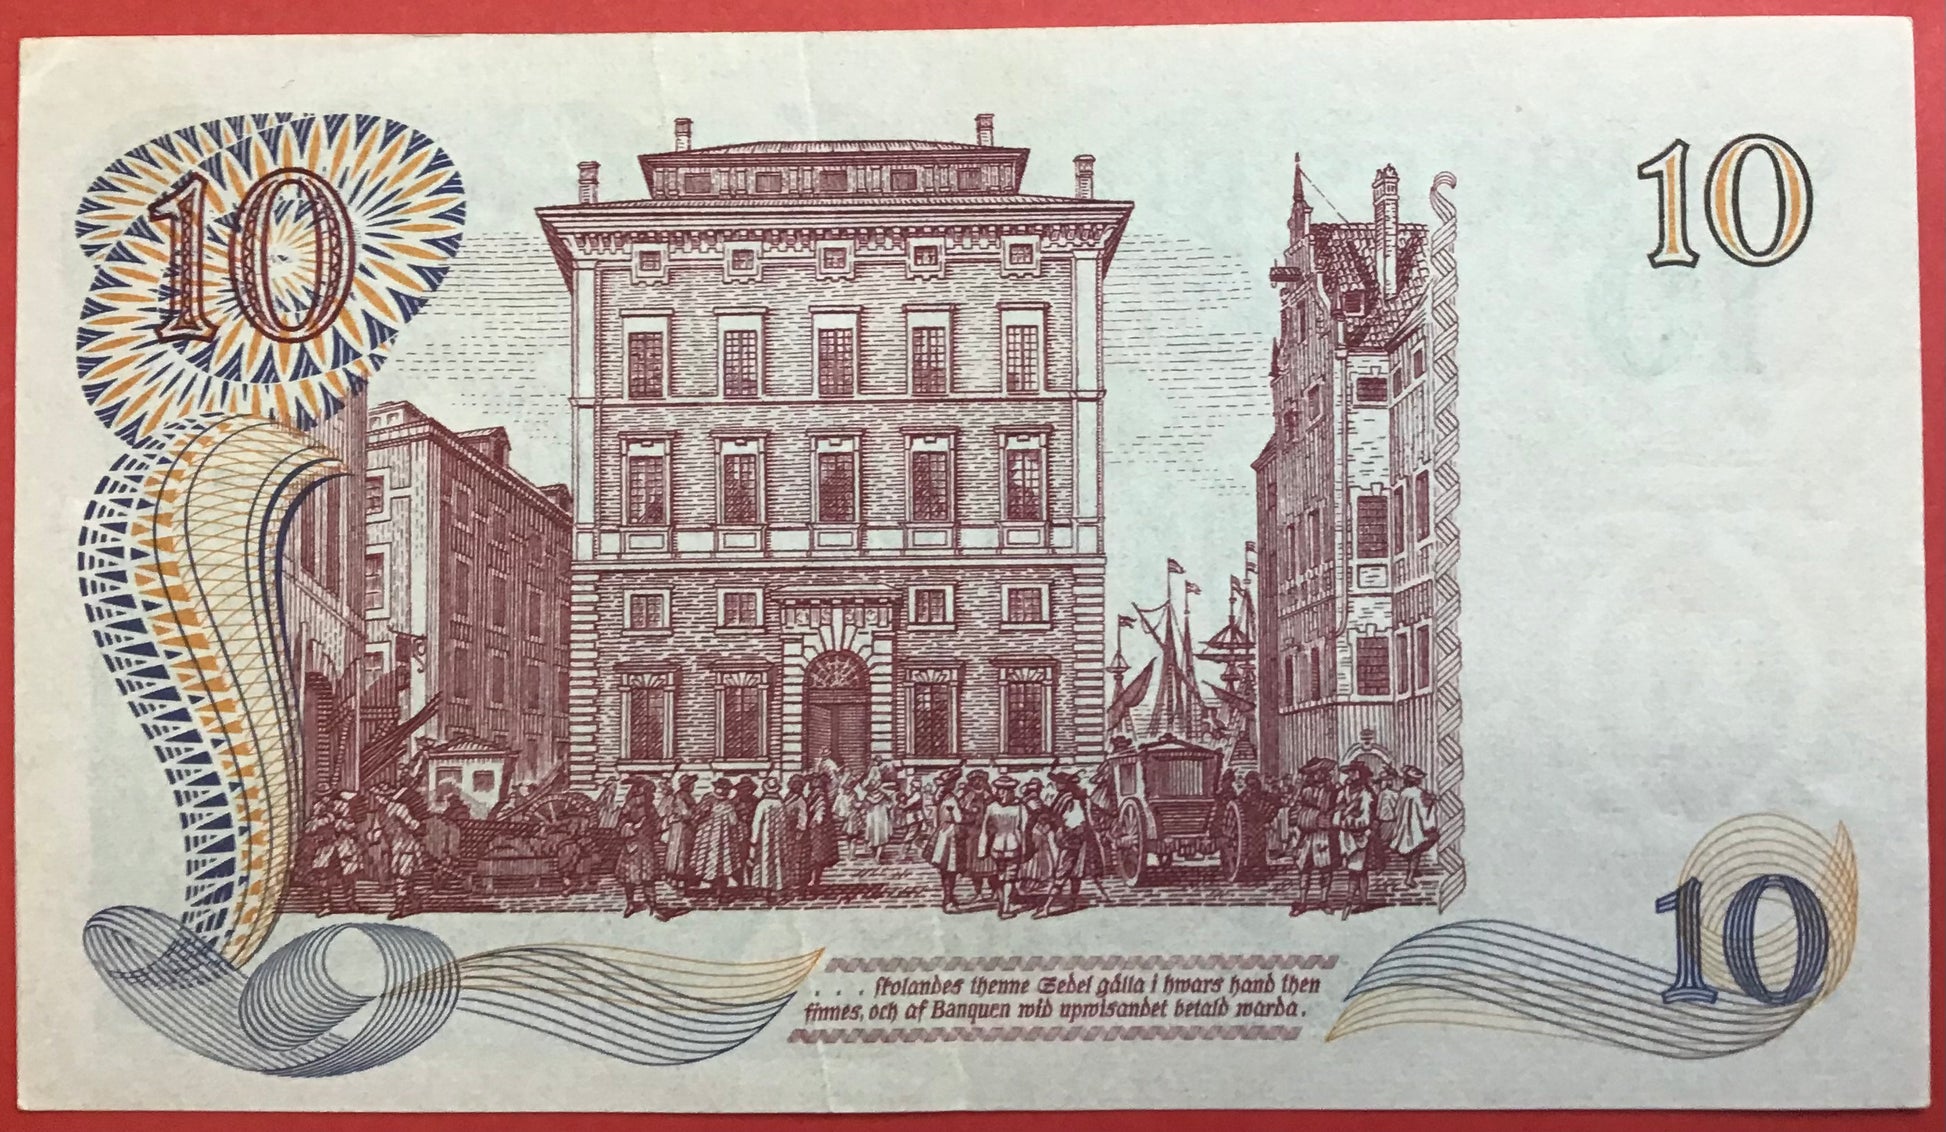 10
10
. . . skolandes thenne Sedel gälla i hwars hand then
finnes, och af Banquen wid upwisandet betald warda.
10